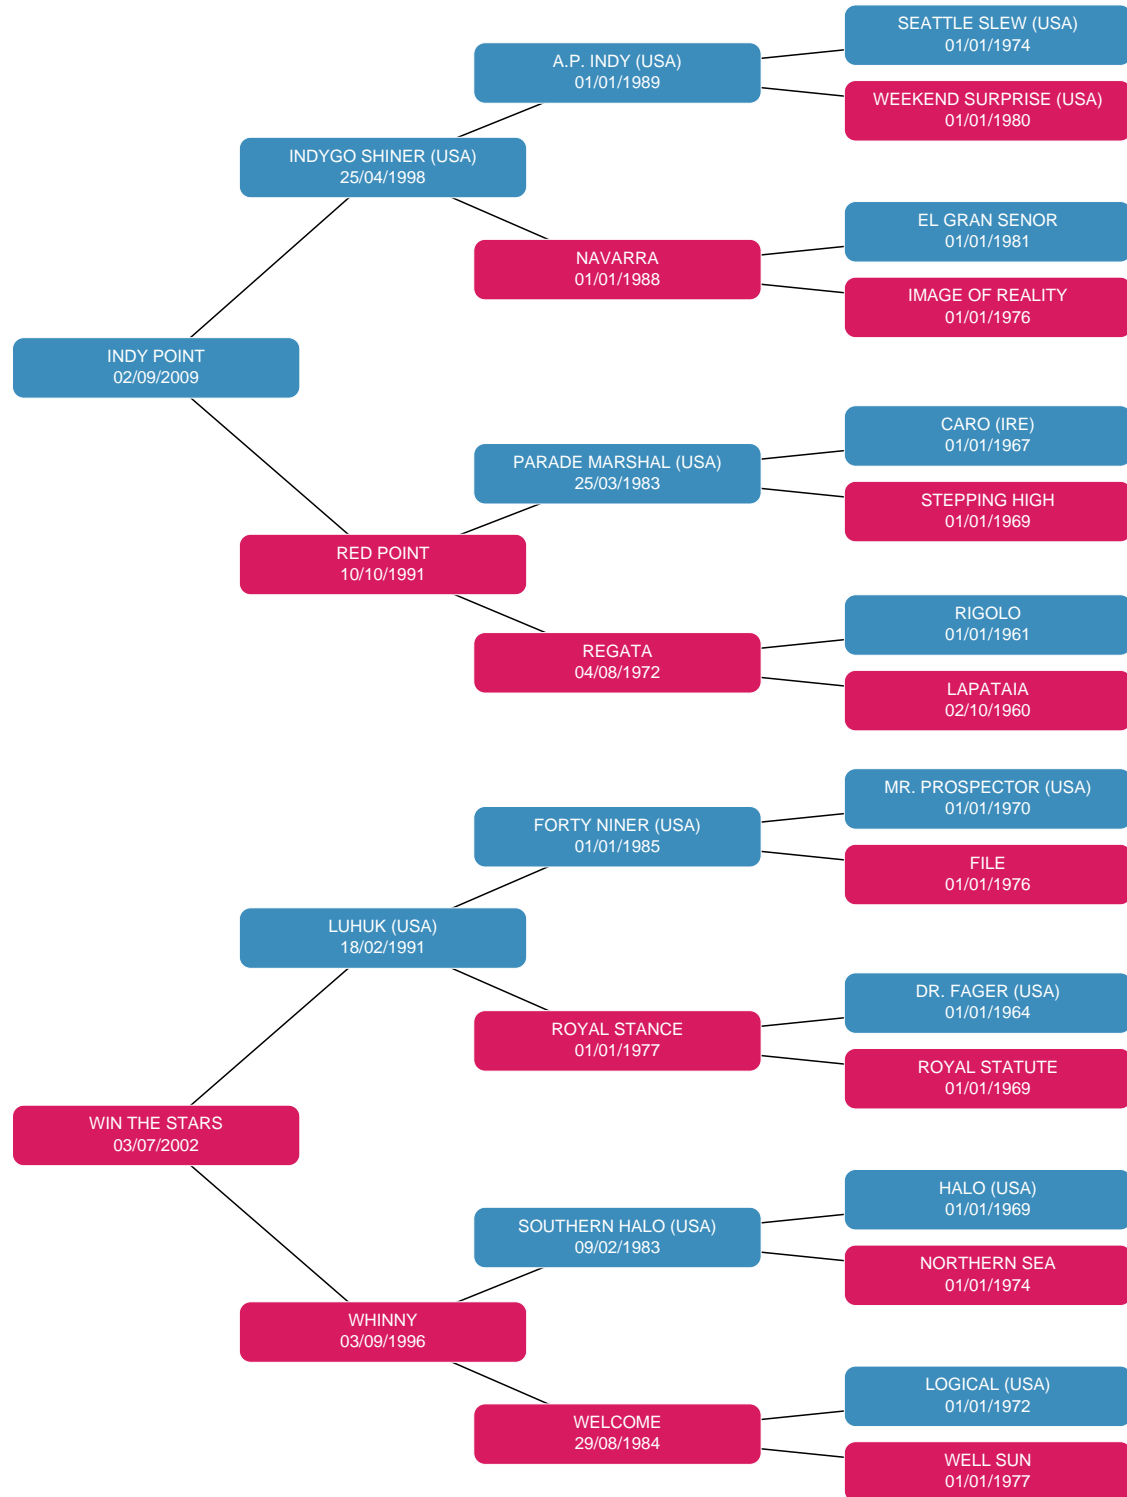 SEATTLE SLEW (USA)
01/01/1974
A.P. INDY (USA)
01/01/1989
WEEKEND SURPRISE (USA)
01/01/1980
INDYGO SHINER (USA)
25/04/1998
EL GRAN SENOR
01/01/1981
NAVARRA
01/01/1988
IMAGE OF REALITY
01/01/1976
INDY POINT
02/09/2009
CARO (IRE)
01/01/1967
PARADE MARSHAL (USA)
25/03/1983
STEPPING HIGH
01/01/1969
RED POINT
10/10/1991
RIGOLO
01/01/1961
REGATA
04/08/1972
LAPATAIA
02/10/1960
MR. PROSPECTOR (USA)
01/01/1970
FORTY NINER (USA)
01/01/1985
FILE
01/01/1976
LUHUK (USA)
18/02/1991
DR. FAGER (USA)
01/01/1964
ROYAL STANCE
01/01/1977
ROYAL STATUTE
01/01/1969
WIN THE STARS
03/07/2002
HALO (USA)
01/01/1969
SOUTHERN HALO (USA)
09/02/1983
NORTHERN SEA
01/01/1974
WHINNY
03/09/1996
LOGICAL (USA)
01/01/1972
WELCOME
29/08/1984
WELL SUN
01/01/1977